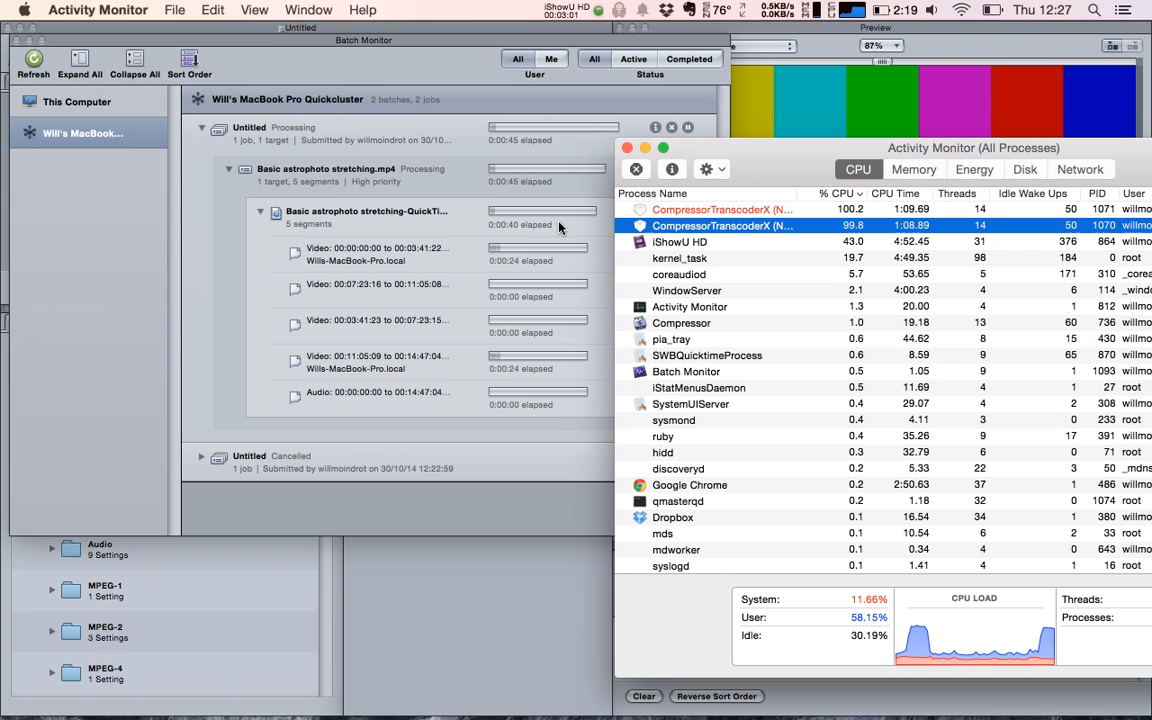 Activity Monitor File Edit View Window Help
iShowU HD
00:03:01
76°
0.5KB/s
0.0KB/s
2:19
Thu 12:27
Untitled
Preview
Batch Monitor
Refresh Expand All Collapse All Sort Order
All Me
User
All Active Completed
Status
87%
This Computer
Will's MacBook...
Will's MacBook Pro Quickcluster 2 batches, 2 jobs
Untitled Processing
1 job, 1 target | Submitted by willmoindrot on 30/10...
0:00:45 elapsed
Basic astrophoto stretching.mp4 Processing
1 target, 5 segments | High priority
0:00:45 elapsed
Basic astrophoto stretching-QuickTi...
5 segments
0:00:40 elapsed
Video: 00:00:00:00 to 00:03:41:22...
Wills-MacBook-Pro.local
0:00:24 elapsed
Video: 00:07:23:16 to 00:11:05:08...
0:00:00 elapsed
Video: 00:03:41:23 to 00:07:23:15...
0:00:00 elapsed
Video: 00:11:05:09 to 00:14:47:04...
Wills-MacBook-Pro.local
0:00:24 elapsed
Audio: 00:00:00:00 to 00:14:47:04...
0:00:00 elapsed
Untitled Cancelled
1 job | Submitted by willmoindrot on 30/10/14 12:22:59
Audio
9 Settings
MPEG-1
1 Setting
MPEG-2
3 Settings
MPEG-4
1 Setting
Activity Monitor (All Processes)
CPU Memory Energy Disk Network
Process Name % CPU CPU Time Threads Idle Wake Ups PID User
CompressorTranscoderX (N... 100.2 1:09.69 14 50 1071 willmo
CompressorTranscoderX (N... 99.8 1:08.89 14 50 1070 willmo
iShowU HD 43.0 4:52.45 31 376 864 willmo
kernel_task 19.7 4:49.35 98 184 0 root
coreaudiod 5.7 53.65 5 171 310 _corea
WindowServer 2.1 4:00.23 4 6 114 _windo
Activity Monitor 1.3 20.00 4 1 812 willmo
Compressor 1.0 19.18 13 60 736 willmo
pia_tray 0.6 44.62 8 15 430 willmo
SWBQuicktimeProcess 0.6 8.59 9 65 870 willmo
Batch Monitor 0.5 1.05 9 1 1093 willmo
iStatMenusDaemon 0.5 11.69 4 1 27 root
SystemUIServer 0.4 29.07 4 2 308 willmo
sysmond 0.4 4.11 3 0 233 root
ruby 0.4 35.26 9 17 391 willmo
hidd 0.3 32.79 6 0 71 root
discoveryd 0.2 5.33 22 3 50 _mdns
Google Chrome 0.2 2:50.63 37 1 486 willmo
qmasterqd 0.2 1.18 32 0 1074 root
Dropbox 0.1 16.54 34 1 380 willmo
mds 0.1 10.54 6 2 33 root
mdworker 0.1 0.34 4 0 643 willmo
syslogd 0.1 1.41 4 1 16 root
System: 11.66%
User: 58.15%
Idle: 30.19%
CPU LOAD
Threads:
Processes:
Clear Reverse Sort Order